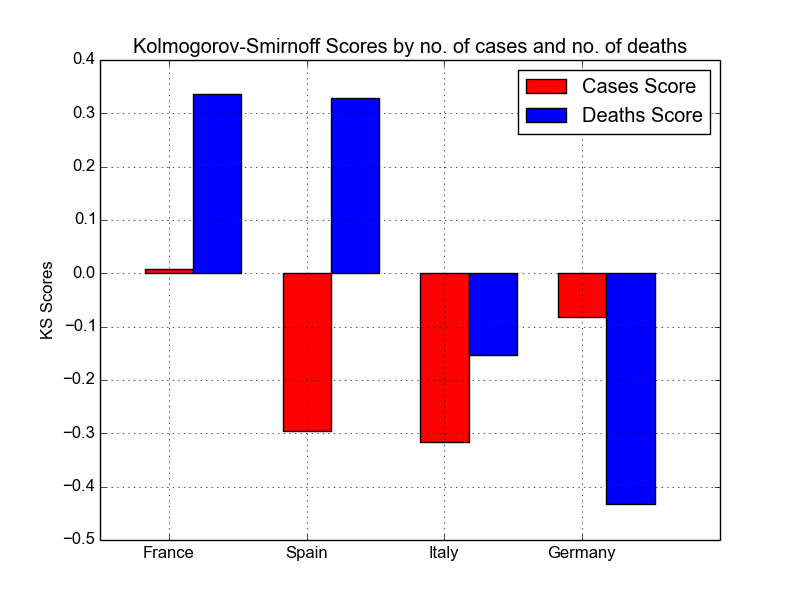 Kolmogorov-Smirnoff Scores by no. of cases and no. of deaths
Cases Score
Deaths Score
KS Scores
0.4
0.3
0.2
0.1
0.0
−0.1
−0.2
−0.3
−0.4
−0.5
France
Spain
Italy
Germany